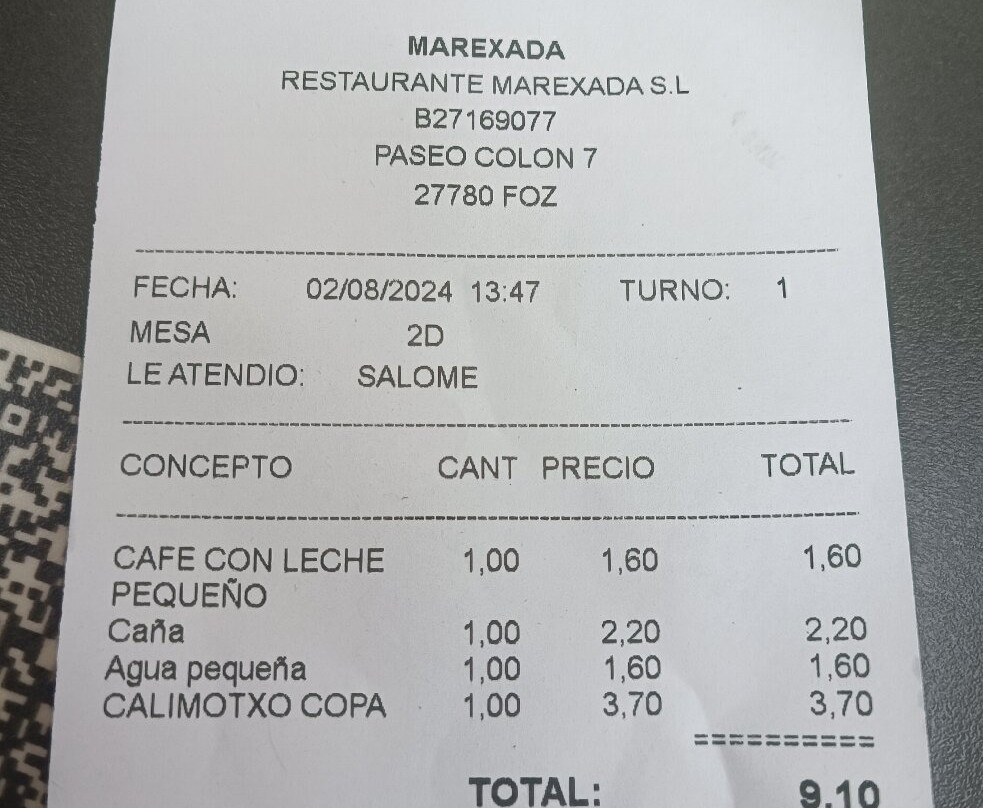 MAREXADA
RESTAURANTE MAREXADA S.L
B27169077
PASEO COLON 7
27780 FOZ
FECHA: 02/08/2024 13:47 TURNO: 1
MESA 2D
LE ATENDIO: SALOME
CONCEPTO CANT PRECIO TOTAL
CAFE CON LECHE 1,00 1,60 1,60
PEQUEÑO
Caña 1,00 2,20 2,20
Agua pequeña 1,00 1,60 1,60
CALIMOTXO COPA 1,00 3,70 3,70
==========
TOTAL: 9,10